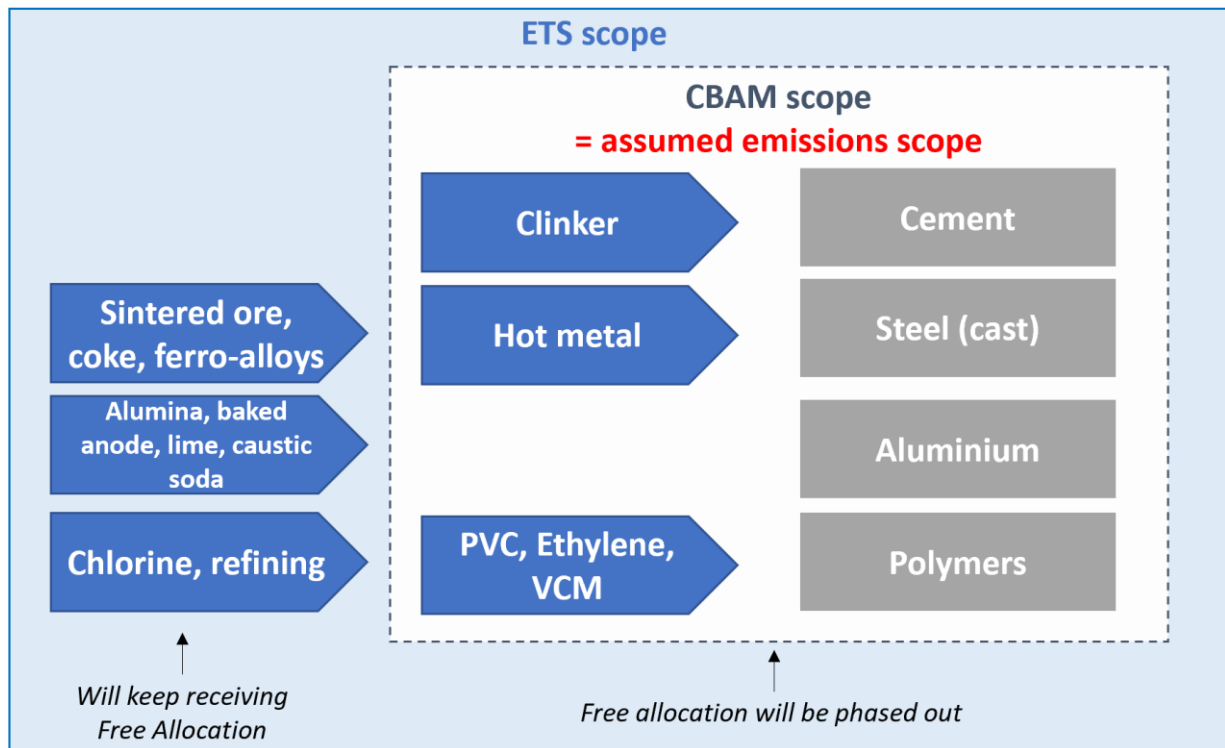 ETS scope
CBAM scope
= assumed emissions scope
Clinker
Cement
Sintered ore,
coke, ferro-alloys
Hot metal
Steel (cast)
Alumina, baked
anode, lime, caustic
soda
Aluminium
Chlorine, refining
PVC, Ethylene,
VCM
Polymers
Will keep receiving
Free Allocation
Free allocation will be phased out